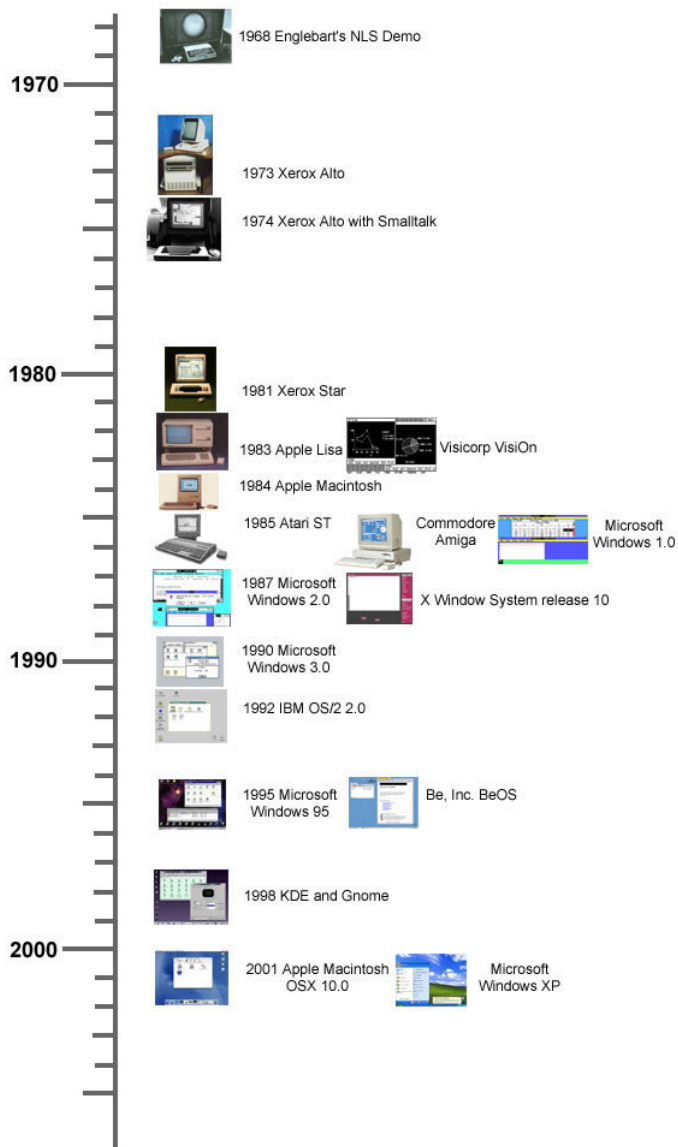 1968 Englebart's NLS Demo
1970
1973 Xerox Alto
1974 Xerox Alto with Smalltalk
1980
1981 Xerox Star
1983 Apple Lisa
Visicorp VisiOn
1984 Apple Macintosh
1985 Atari ST
Commodore
Amiga
Microsoft
Windows 1.0
1987 Microsoft
Windows 2.0
X Window System release 10
1990
1990 Microsoft
Windows 3.0
1992 IBM OS/2 2.0
1995 Microsoft
Windows 95
Be, Inc. BeOS
1998 KDE and Gnome
2000
2001 Apple Macintosh
OSX 10.0
Microsoft
Windows XP